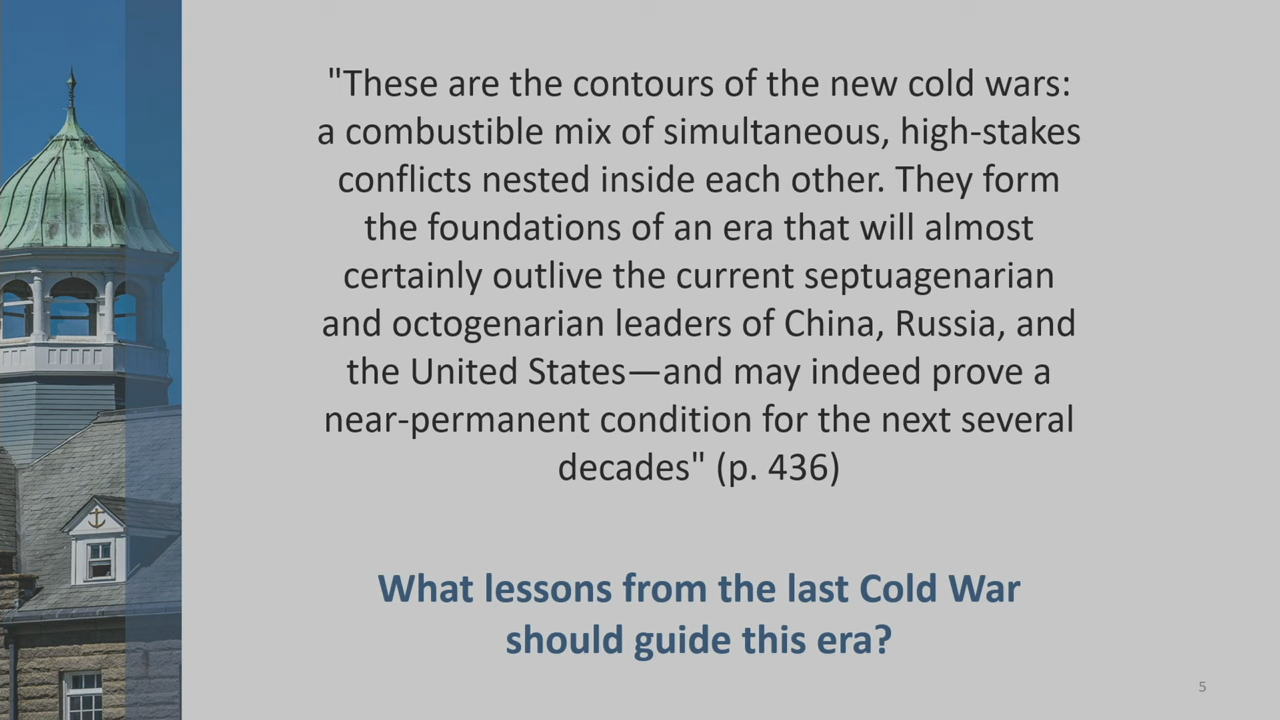 "These are the contours of the new cold wars:
a combustible mix of simultaneous, high-stakes
conflicts nested inside each other. They form
the foundations of an era that will almost
certainly outlive the current septuagenarian
and octogenarian leaders of China, Russia, and
the United States—and may indeed prove a
near-permanent condition for the next several
decades" (p. 436)
What lessons from the last Cold War
should guide this era?
5